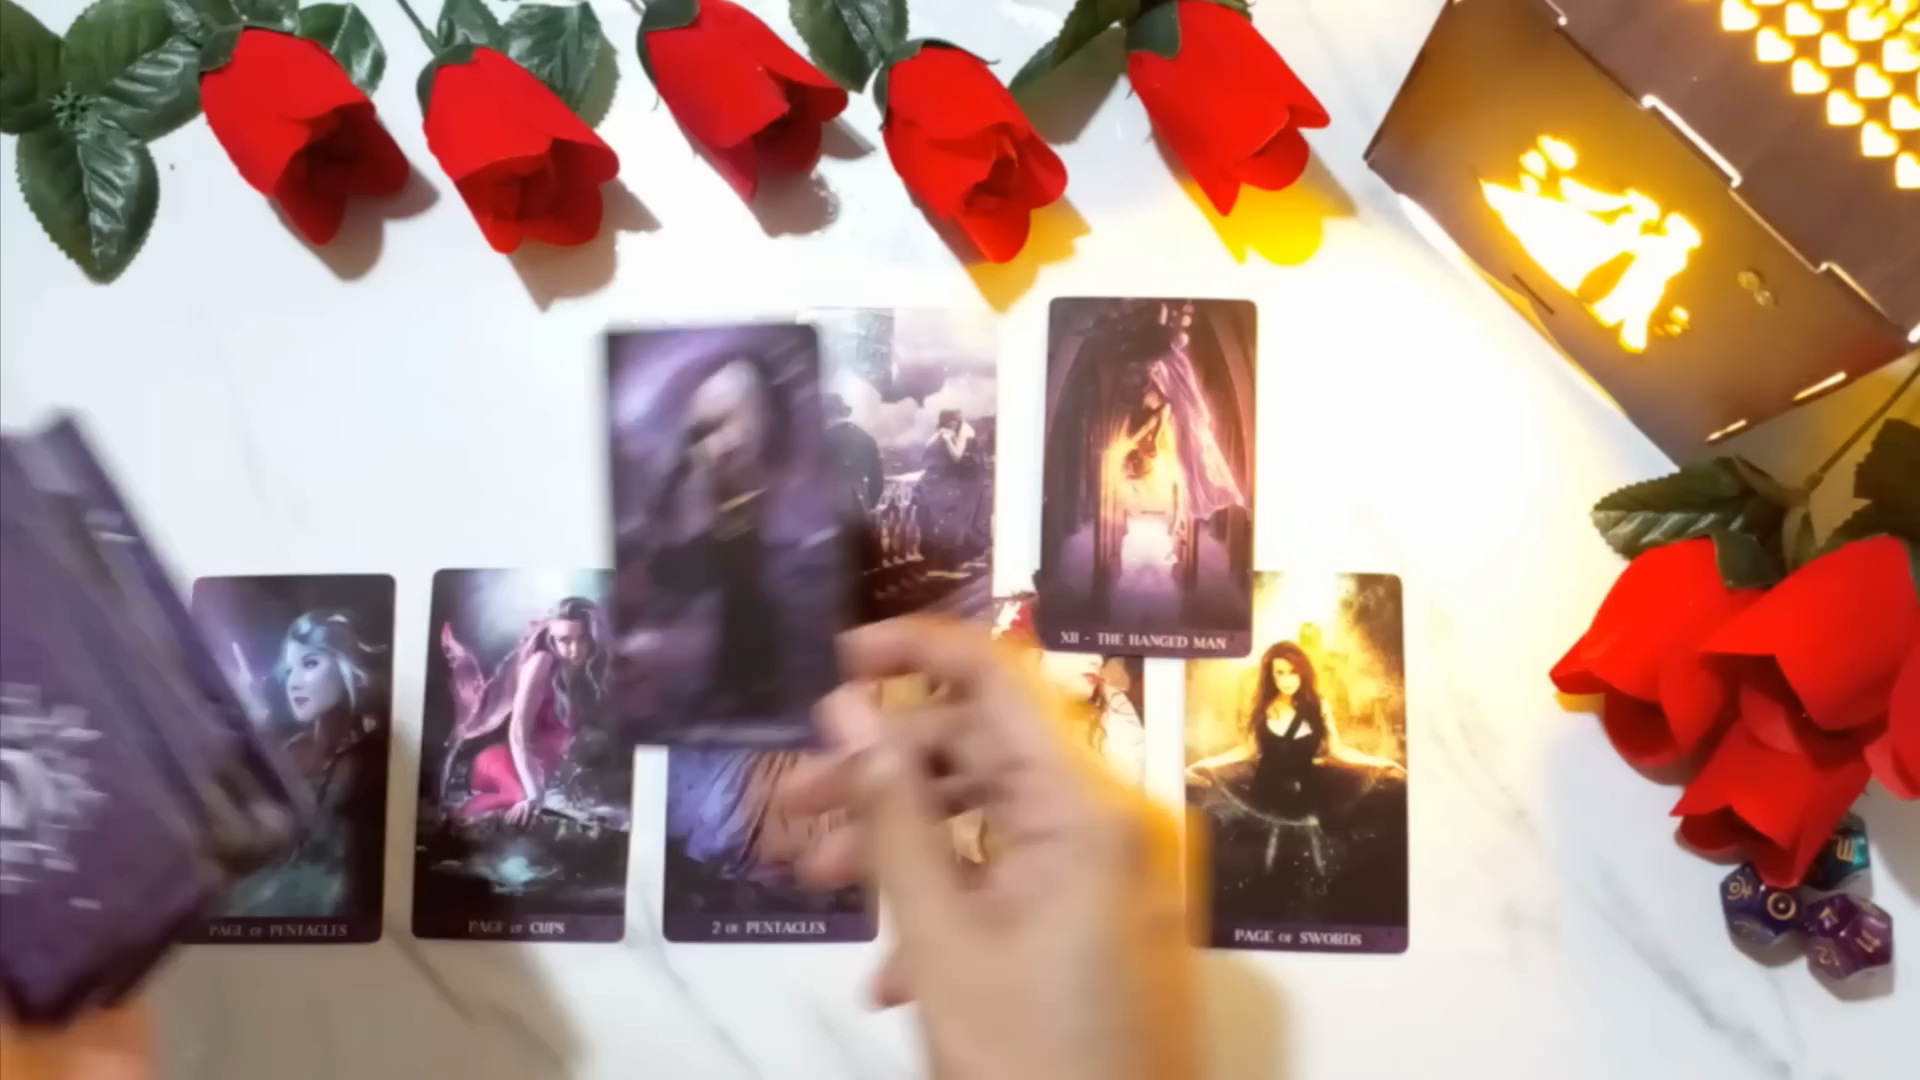 XII - THE HANGED MAN
PAGE OF PENTACLES
PAGE OF CUPS
2 OF PENTACLES
PAGE OF SWORDS